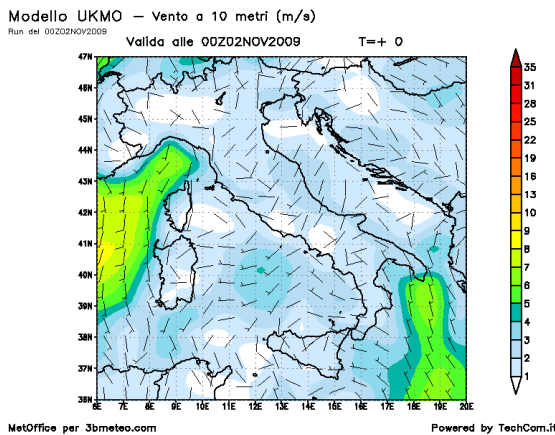 Modello UKMO – Vento a 10 metri (m/s)
Run del 00Z02NOV2009
Valida alle 00Z02NOV2009 T=+ 0
47N
46N
45N
44N
43N
42N
41N
40N
39N
38N
37N
36N
6E 7E 8E 9E 10E 11E 12E 13E 14E 15E 16E 17E 18E 19E 20E
35
31
28
25
22
19
16
13
10
9
8
7
6
5
4
3
2
1
MetOffice per 3bmeteo.com Powered by TechCom.it